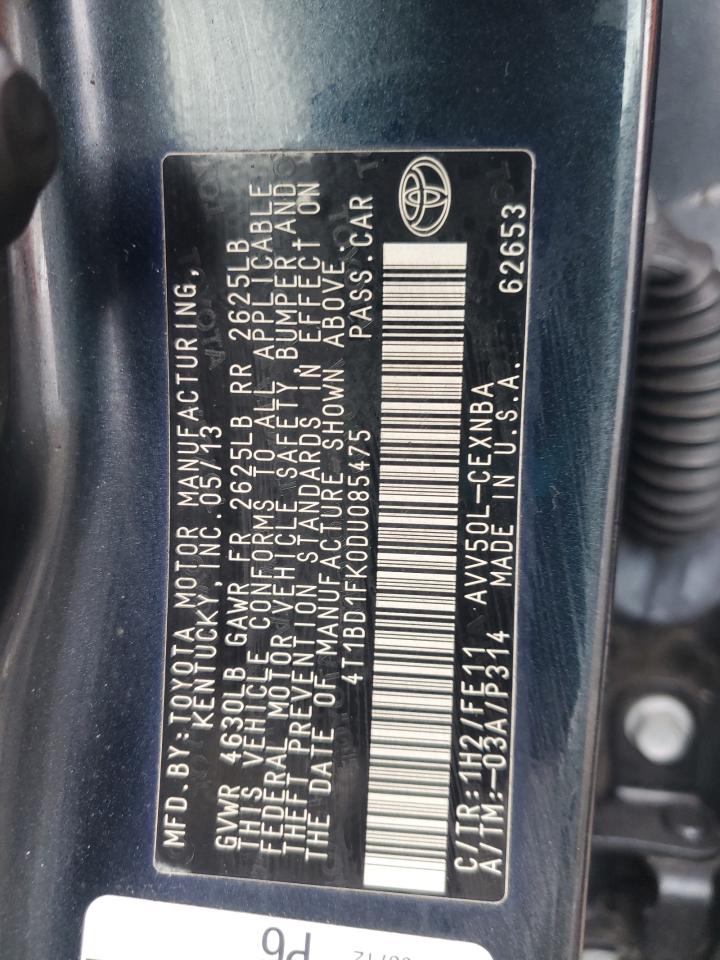 MFD.BY:TOYOTA MOTOR MANUFACTURING,
KENTUCKY, INC. 05/13
GVWR 4630LB GAWR FR 2625LB RR 2625LB
THIS VEHICLE CONFORMS TO ALL APPLICABLE
FEDERAL MOTOR VEHICLE SAFETY, BUMPER AND
THEFT PREVENTION STANDARDS IN EFFECT ON
THE DATE OF MANUFACTURE SHOWN ABOVE.
4T1BD1FK0DU085475 PASS.CAR
C/TR:1H2/FE11 AVV50L-CEXNBA
A/TM:-03A/P314 MADE IN U.S.A. 62653
P6